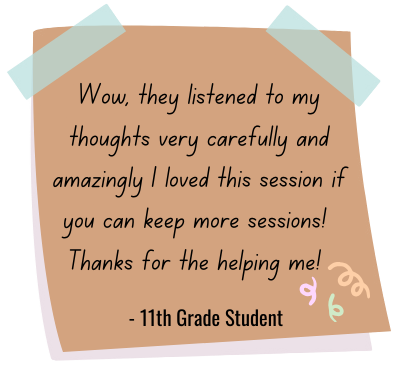 Wow, they listened to my
thoughts very carefully and
amazingly I loved this session if
you can keep more sessions!
Thanks for the helping me!
- 11th Grade Student